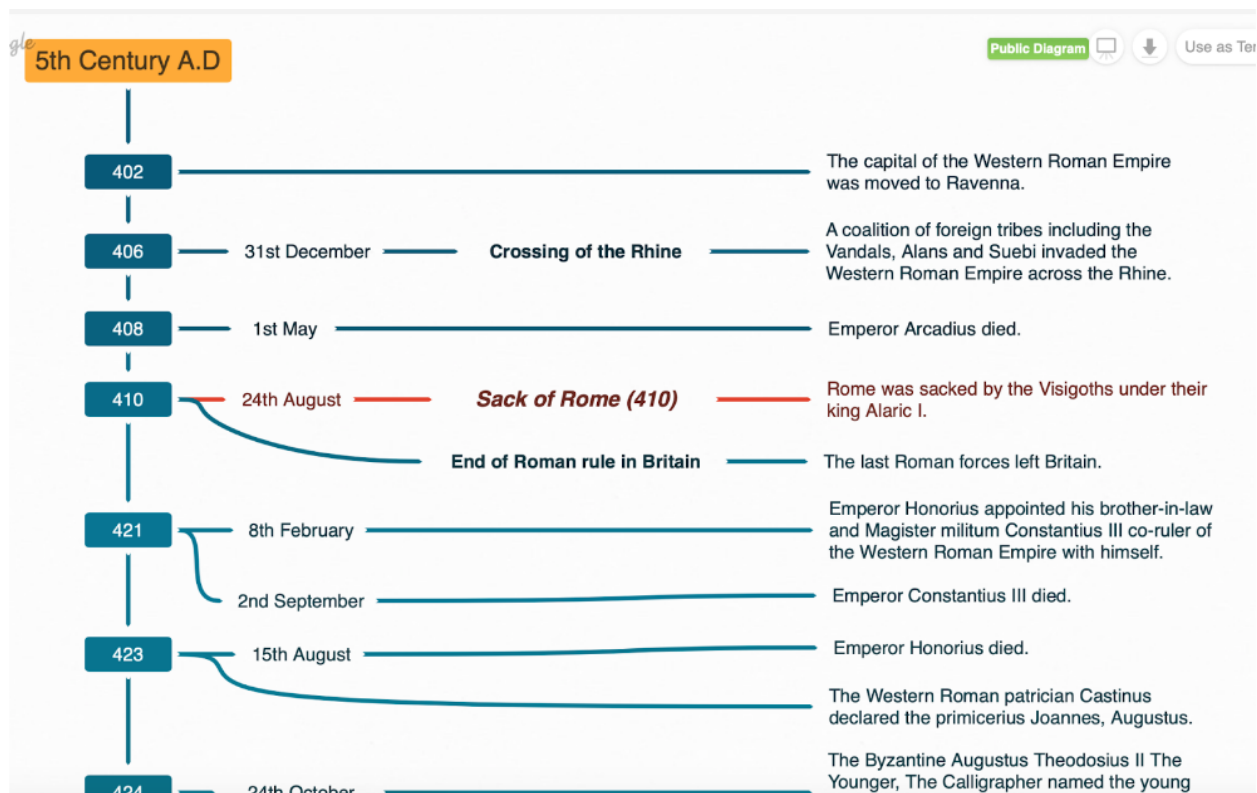 gle
5th Century A.D
Public Diagram
Use as Ter
402
The capital of the Western Roman Empire
was moved to Ravenna.
406
31st December
Crossing of the Rhine
A coalition of foreign tribes including the
Vandals, Alans and Suebi invaded the
Western Roman Empire across the Rhine.
408
1st May
Emperor Arcadius died.
410
24th August
Sack of Rome (410)
Rome was sacked by the Visigoths under their
king Alaric I.
End of Roman rule in Britain
The last Roman forces left Britain.
421
8th February
Emperor Honorius appointed his brother-in-law
and Magister militum Constantius III co-ruler of
the Western Roman Empire with himself.
2nd September
Emperor Constantius III died.
423
15th August
Emperor Honorius died.
The Western Roman patrician Castinus
declared the primicerius Joannes, Augustus.
424
24th October
The Byzantine Augustus Theodosius II The
Younger, The Calligrapher named the young